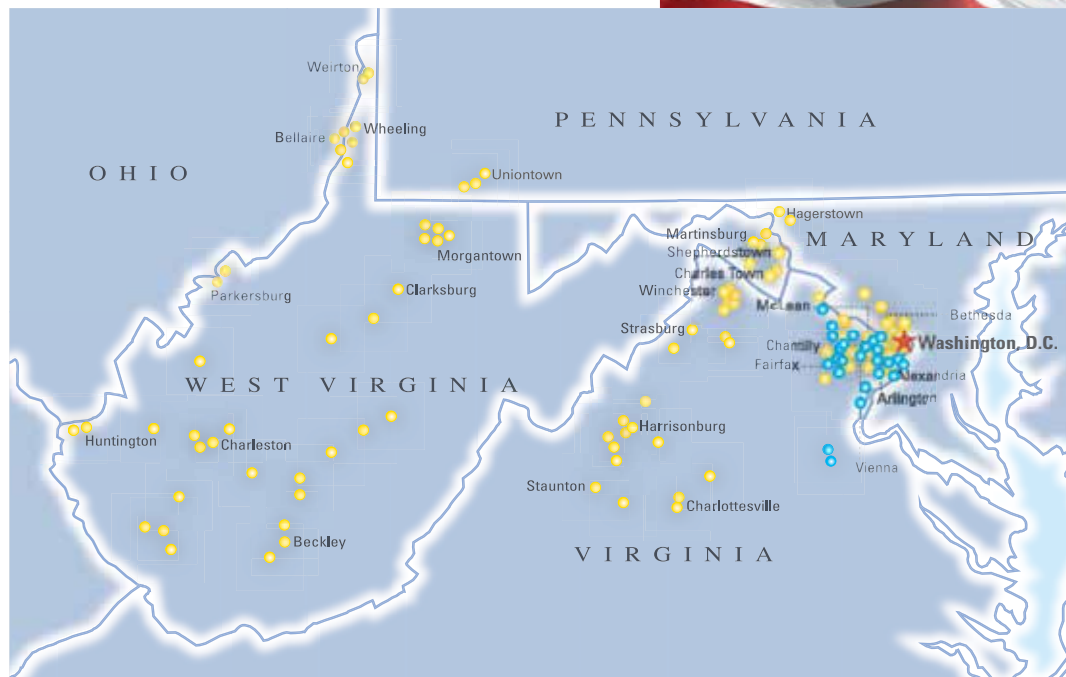 Weirton
PENNSYLVANIA
Bellaire
Wheeling
OHIO
Uniontown
Hagerstown
Martinsburg
MARYLAND
Shepherdstown
Morgantown
Charles Town
Clarksburg
Winchester
Parkersburg
McLean
Bethesda
Strasburg
Washington, D.C.
Chantilly
Fairfax
WEST VIRGINIA
Arlington
Harrisonburg
Huntington
Charleston
Vienna
Staunton
Charlottesville
Beckley
VIRGINIA